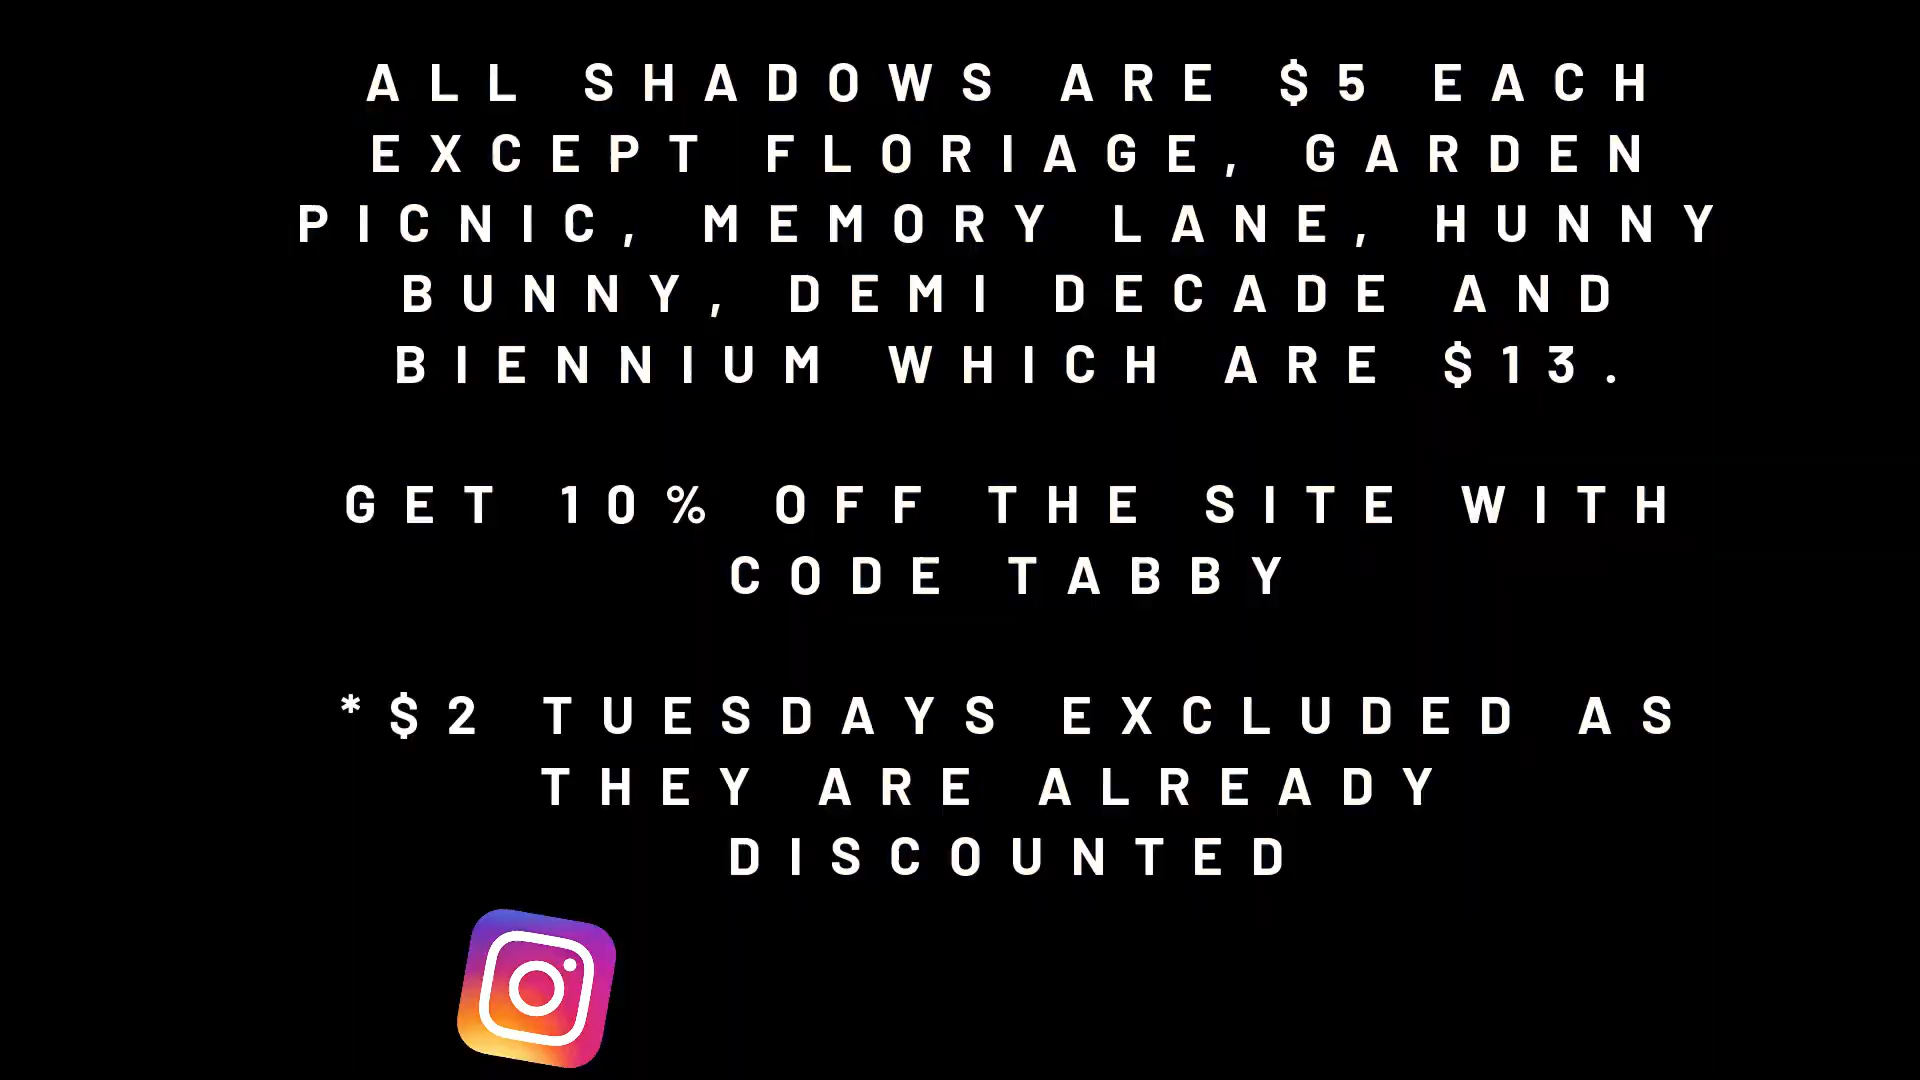 ALL SHADOWS ARE $5 EACH
EXCEPT FLORIAGE, GARDEN
PICNIC, MEMORY LANE, HUNNY
BUNNY, DEMI DECADE AND
BIENNIUM WHICH ARE $13.
GET 10% OFF THE SITE WITH
CODE TABBY
*$2 TUESDAYS EXCLUDED AS
THEY ARE ALREADY
DISCOUNTED